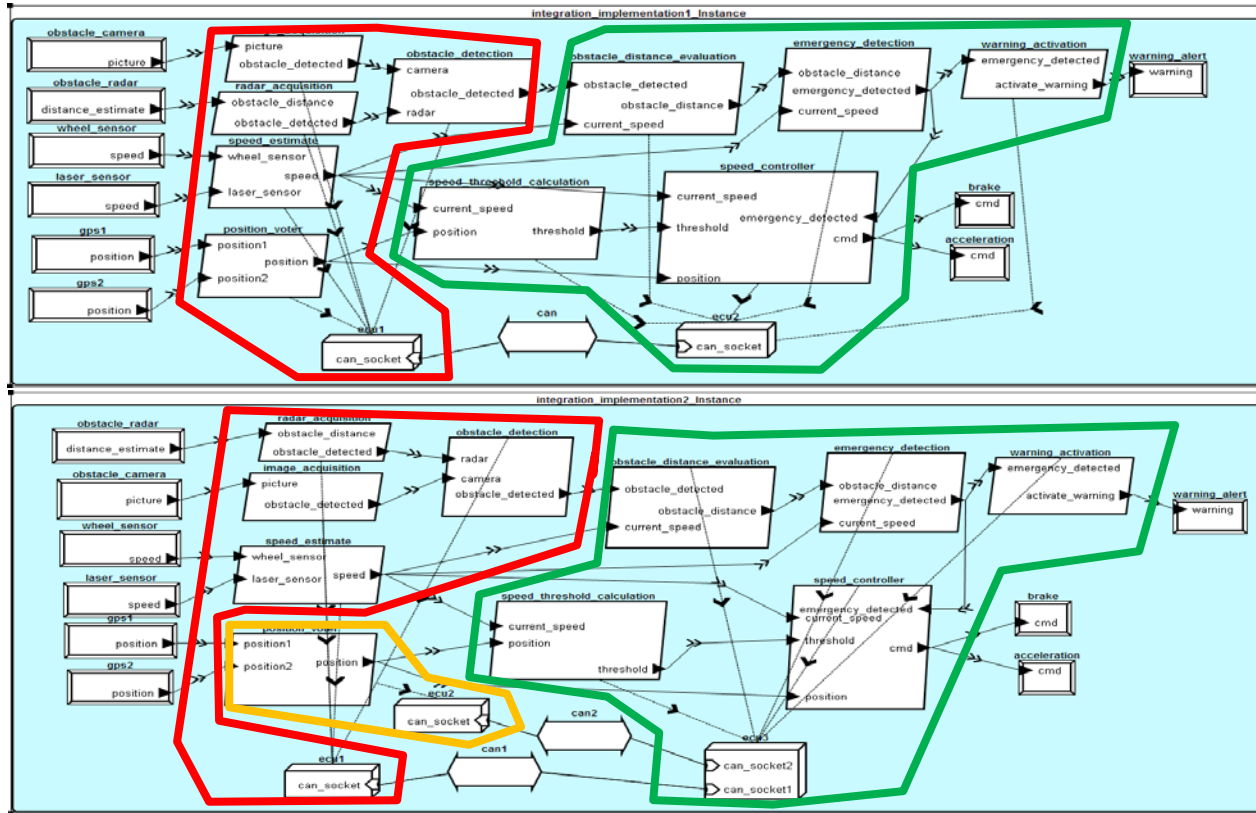 integration_implementation1_Instance
obstacle_camera
picture
obstacle_radar
distance_estimate
wheel_sensor
speed
laser_sensor
speed
gps1
position
gps2
position
picture
obstacle_detected
radar_acquisition
obstacle_distance
obstacle_detected
speed_estimate
wheel_sensor
speed
laser_sensor
position_voter
position1
position
position2
obstacle_detection
camera
obstacle_detected
radar
obstacle_distance_evaluation
obstacle_detected
obstacle_distance
current_speed
emergency_detection
obstacle_distance
emergency_detected
current_speed
warning_activation
emergency_detected
activate_warning
warning_alert
warning
speed_threshold_calculation
current_speed
position
threshold
speed_controller
current_speed
emergency_detected
threshold
cmd
position
brake
cmd
acceleration
cmd
ecu1
can_socket
can
ecu2
can_socket
integration_implementation2_Instance
obstacle_radar
distance_estimate
obstacle_camera
picture
wheel_sensor
speed
laser_sensor
speed
gps1
position
gps2
position
radar_acquisition
obstacle_distance
obstacle_detected
image_acquisition
picture
obstacle_detected
speed_estimate
wheel_sensor
speed
laser_sensor
position_voter
position1
position
position2
obstacle_detection
radar
camera
obstacle_detected
obstacle_distance_evaluation
obstacle_detected
obstacle_distance
current_speed
emergency_detection
obstacle_distance
emergency_detected
current_speed
warning_activation
emergency_detected
activate_warning
warning_alert
warning
speed_threshold_calculation
current_speed
position
threshold
speed_controller
emergency_detected
current_speed
threshold
cmd
position
brake
cmd
acceleration
cmd
ecu2
can_socket
can2
ecu1
can_socket
can1
ecu3
can_socket2
can_socket1